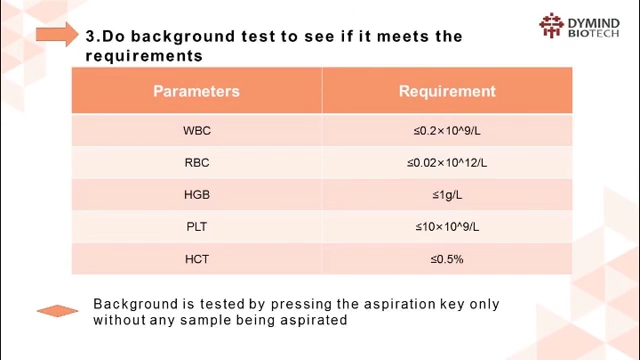 3.Do background test to see if it meets the
requirements
DYMIND
BIOTECH
Parameters Requirement
WBC ≤0.2×10^9/L
RBC ≤0.02×10^12/L
HGB ≤1g/L
PLT ≤10×10^9/L
HCT ≤0.5%
Background is tested by pressing the aspiration key only
without any sample being aspirated